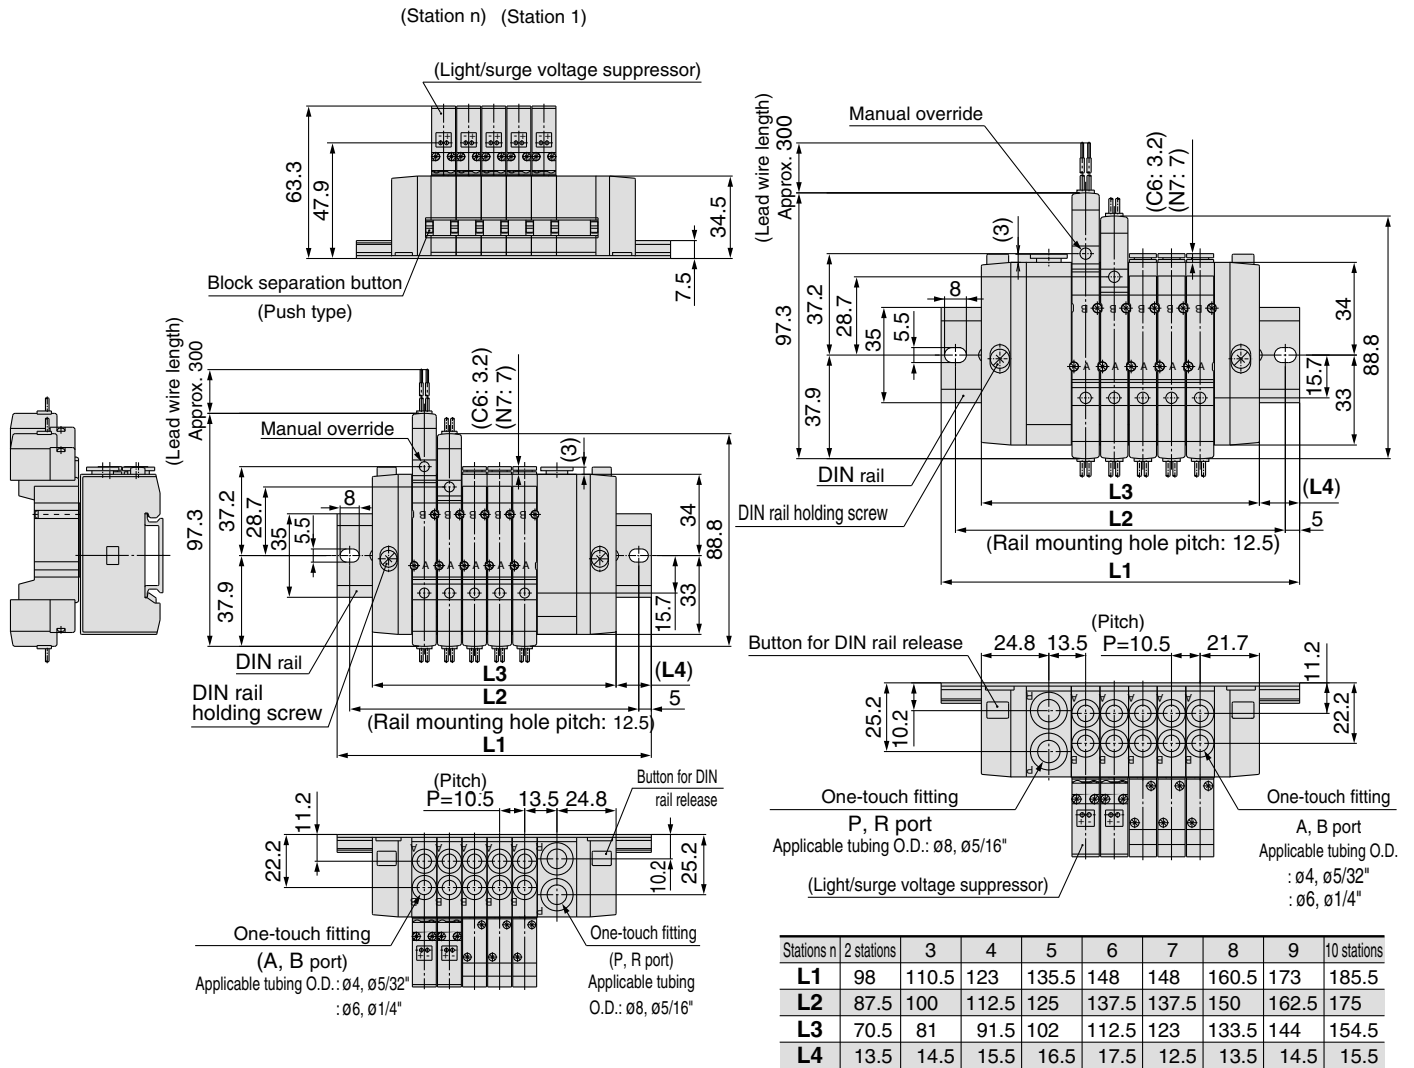 (Station n) (Station 1)
(Light/surge voltage suppressor)
63.3
47.9
34.5
7.5
Block separation button
(Push type)
(Lead wire length)
Approx. 300
Manual override
(C6: 3.2)
(N7: 7)
(3)
97.3
37.2
28.7
35
8
5.5
37.9
34
88.8
15.7
33
DIN rail
DIN rail holding screw
L3
(L4)
L2
5
(Rail mounting hole pitch: 12.5)
L1
(Lead wire length)
Approx. 300
Manual override
(C6: 3.2)
(N7: 7)
(3)
97.3
37.2
28.7
35
8
5.5
37.9
B B B B B
A A A A A
34
88.8
15.7
33
DIN rail
DIN rail
holding screw
L3
(L4)
L2
5
(Rail mounting hole pitch: 12.5)
L1
(Pitch)
Button for DIN rail release
24.8 13.5 P=10.5 21.7
11.2
25.2
10.2
22.2
One-touch fitting
P, R port
Applicable tubing O.D.: ø8, ø5/16"
One-touch fitting
A, B port
Applicable tubing O.D.
: ø4, ø5/32"
: ø6, ø1/4"
(Light/surge voltage suppressor)
(Pitch)
P=10.5 13.5 24.8
Button for DIN
rail release
11.2
22.2
10.2
25.2
One-touch fitting
(A, B port)
Applicable tubing O.D.: ø4, ø5/32"
: ø6, ø1/4"
One-touch fitting
(P, R port)
Applicable tubing
O.D.: ø8, ø5/16"
Stations n 2 stations 3 4 5 6 7 8 9 10 stations
L1 98 110.5 123 135.5 148 148 160.5 173 185.5
L2 87.5 100 112.5 125 137.5 137.5 150 162.5 175
L3 70.5 81 91.5 102 112.5 123 133.5 144 154.5
L4 13.5 14.5 15.5 16.5 17.5 12.5 13.5 14.5 15.5